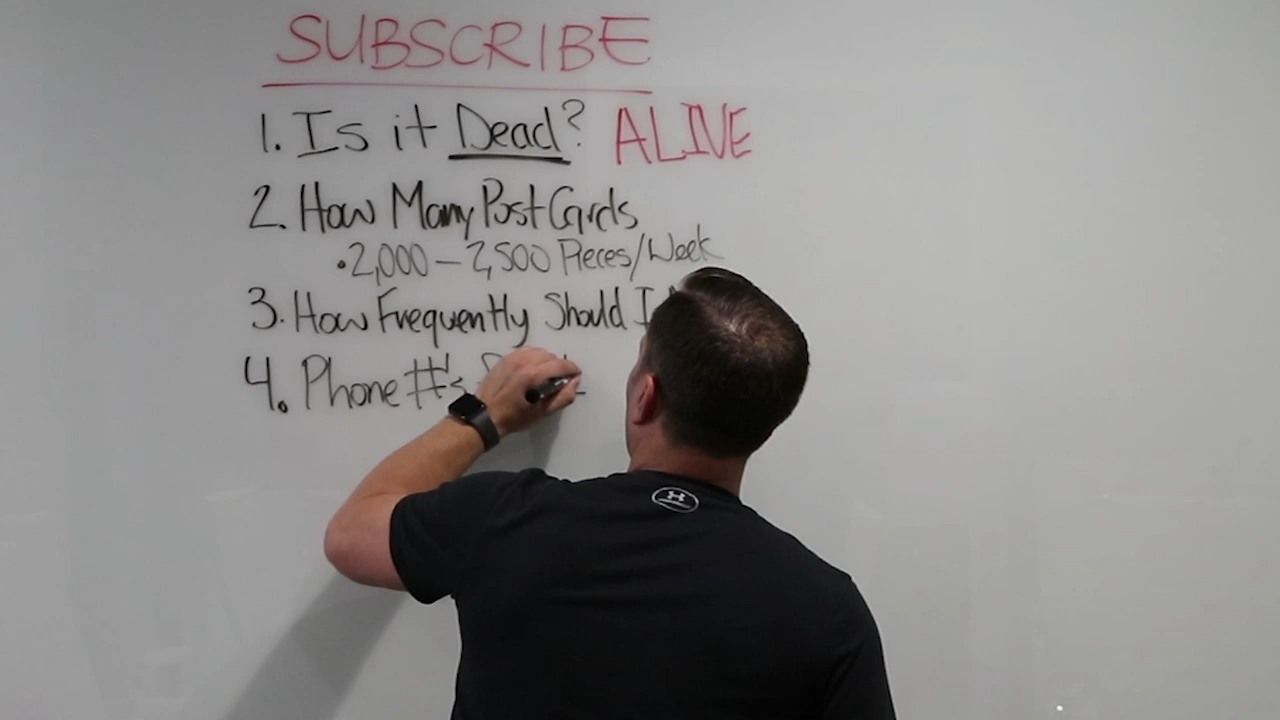 SUBSCRIBE
1. Is it Dead? ALIVE
2. How Many Post Cards
• 2,000 – 2,500 Pieces/Week
3. How Frequently Should I
4. Phone #'s